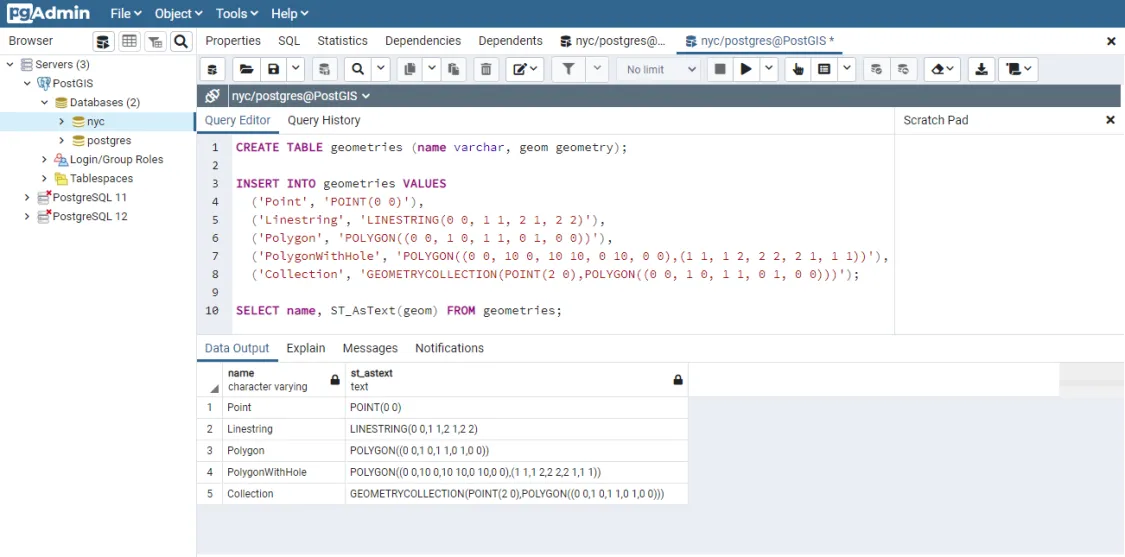 pgAdmin File Object Tools Help
Browser Properties SQL Statistics Dependencies Dependents nyc/postgres@... nyc/postgres@PostGIS *
Servers (3)
PostGIS
Databases (2)
nyc
postgres
Login/Group Roles
Tablespaces
PostgreSQL 11
PostgreSQL 12
No limit
nyc/postgres@PostGIS
Query Editor Query History Scratch Pad
1 CREATE TABLE geometries (name varchar, geom geometry);
2
3 INSERT INTO geometries VALUES
4 ('Point', 'POINT(0 0)'),
5 ('Linestring', 'LINESTRING(0 0, 1 1, 2 1, 2 2)'),
6 ('Polygon', 'POLYGON((0 0, 1 0, 1 1, 0 1, 0 0))'),
7 ('PolygonWithHole', 'POLYGON((0 0, 10 0, 10 10, 0 10, 0 0),(1 1, 1 2, 2 2, 2 1, 1 1))'),
8 ('Collection', 'GEOMETRYCOLLECTION(POINT(2 0),POLYGON((0 0, 1 0, 1 1, 0 1, 0 0)))');
9
10 SELECT name, ST_AsText(geom) FROM geometries;
Data Output Explain Messages Notifications
name st_astext
character varying text
1 Point POINT(0 0)
2 Linestring LINESTRING(0 0,1 1,2 1,2 2)
3 Polygon POLYGON((0 0,1 0,1 1,0 1,0 0))
4 PolygonWithHole POLYGON((0 0,10 0,10 10,0 10,0 0),(1 1,1 2,2 2,2 1,1 1))
5 Collection GEOMETRYCOLLECTION(POINT(2 0),POLYGON((0 0,1 0,1 1,0 1,0 0)))